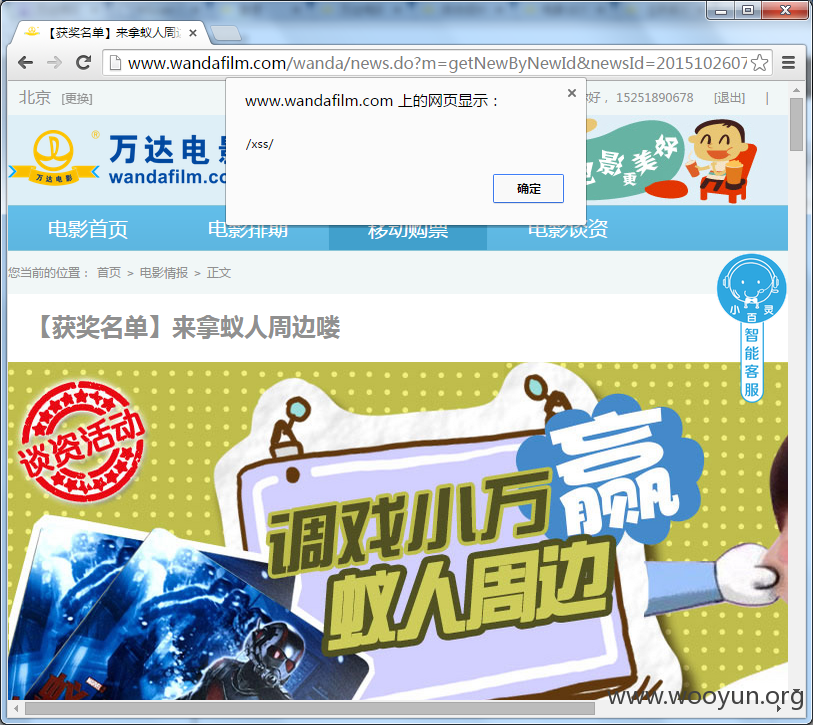 【获奖名单】来拿蚁人周边
www.wandafilm.com/wanda/news.do?m=getNewByNewId&newsId=2015102607
北京 [更换]
好， 15251890678 [退出] |
www.wandafilm.com 上的网页显示：
/xss/
确定
万达电影
®
万达电影
wandafilm.co
电影更美好
电影首页 电影排期 移动购票 电影谈资
您当前的位置： 首页 > 电影情报 > 正文
小百灵
智能客服
【获奖名单】来拿蚁人周边喽
谈资活动
赢
调戏小万
蚁人周边
MARVEL
蚁
www.wooyun.org